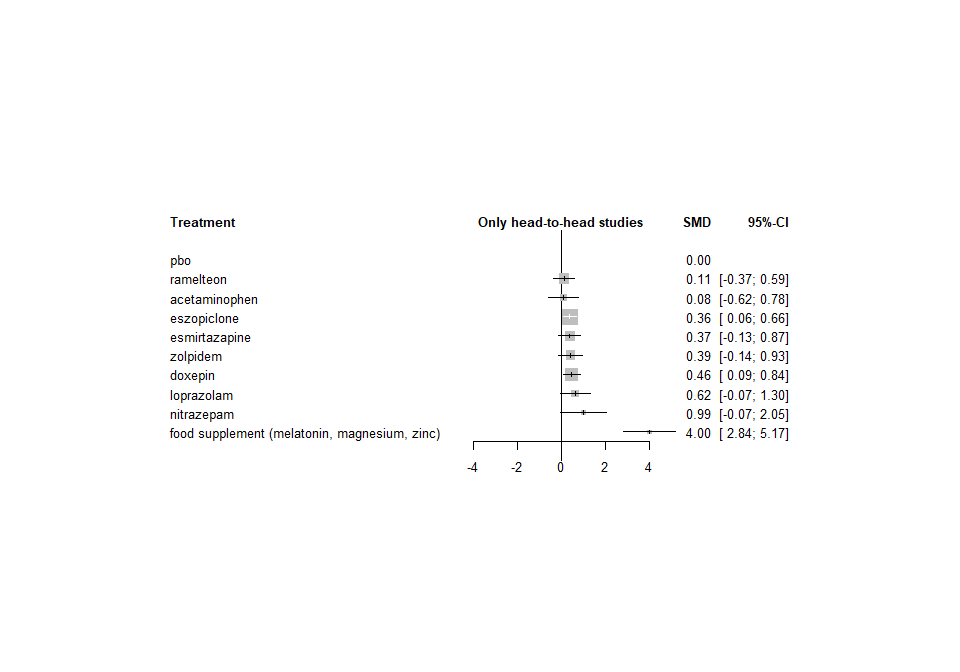 Treatment Only head-to-head studies SMD 95%-CI
pbo 0.00
ramelteon 0.11 [-0.37; 0.59]
acetaminophen 0.08 [-0.62; 0.78]
eszopiclone 0.36 [ 0.06; 0.66]
esmirtazapine 0.37 [-0.13; 0.87]
zolpidem 0.39 [-0.14; 0.93]
doxepin 0.46 [ 0.09; 0.84]
loprazolam 0.62 [-0.07; 1.30]
nitrazepam 0.99 [-0.07; 2.05]
food supplement (melatonin, magnesium, zinc) 4.00 [ 2.84; 5.17]
-4 -2 0 2 4